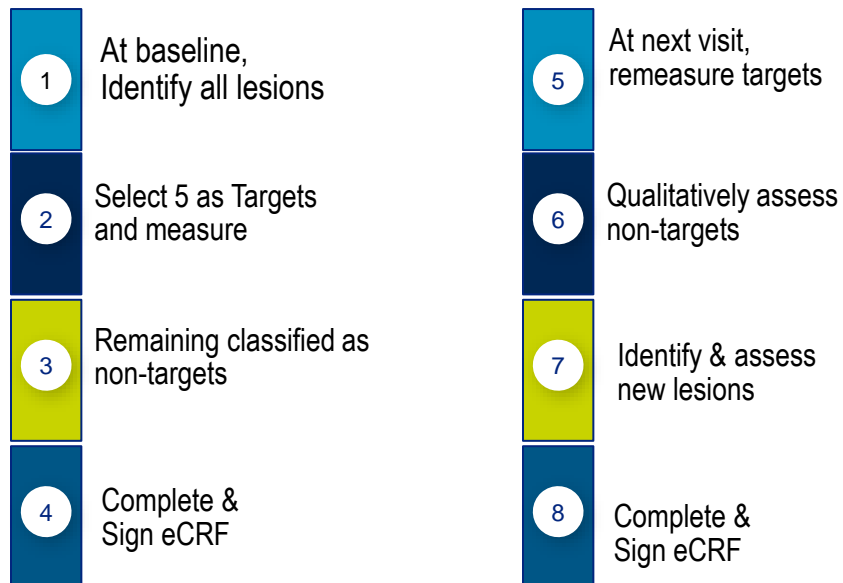 1
At baseline,
Identify all lesions
2
Select 5 as Targets
and measure
3
Remaining classified as
non-targets
4
Complete &
Sign eCRF
5
At next visit,
remeasure targets
6
Qualitatively assess
non-targets
7
Identify & assess
new lesions
8
Complete &
Sign eCRF